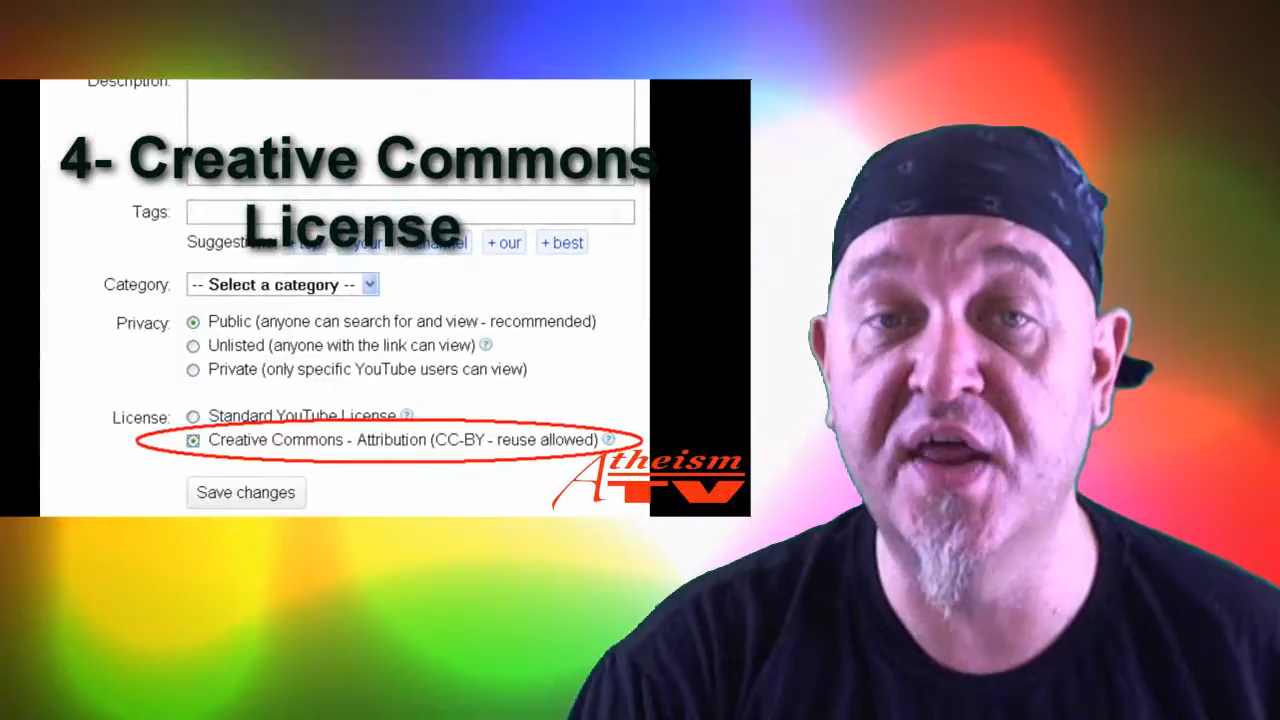 Description:
4- Creative Commons
License
Tags:
+ our
+ best
Category:
-- Select a category --
Privacy:
Public (anyone can search for and view - recommended)
Unlisted (anyone with the link can view) ?
Private (only specific YouTube users can view)
License:
Standard YouTube License ?
Creative Commons - Attribution (CC-BY - reuse allowed) ?
Save changes
Atheism
TV